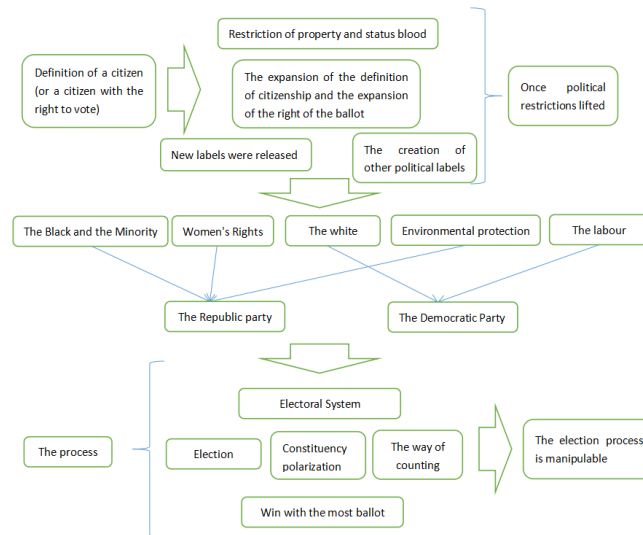 Restriction of property and status blood
Definition of a citizen
(or a citizen with the
right to vote)
The expansion of the definition
of citizenship and the expansion
of the right of the ballot
Once political
restrictions lifted
New labels were released
The creation of
other political labels
The Black and the Minority
Women's Rights
The white
Environmental protection
The labour
The Republic party
The Democratic Party
Electoral System
The process
Election
Constituency
polarization
The way of
counting
The election process
is manipulable
Win with the most ballot